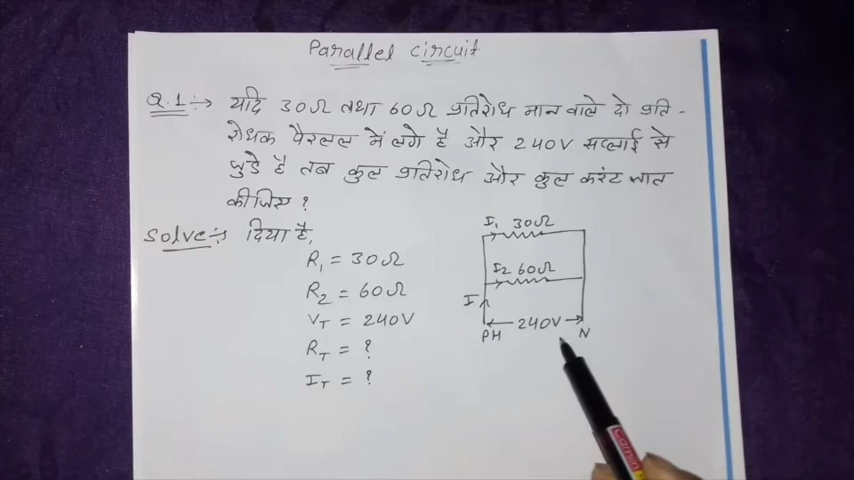 Parallel circuit
Q.1:→ यदि 30Ω तथा 60Ω प्रतिरोध मान वाले दो प्रति-
रोधक पैरलल में लगे है और 240V सप्लाई से
जुडे है तब कुल प्रतिरोध और कुल करंट ज्ञात
कीजिए ?
Solve:→ दिया है,
R₁ = 30Ω
R₂ = 60Ω
VT = 240V
RT = ?
IT = ?
I₁ 30Ω
I₂ 60Ω
I
240V
PH N
Camlin